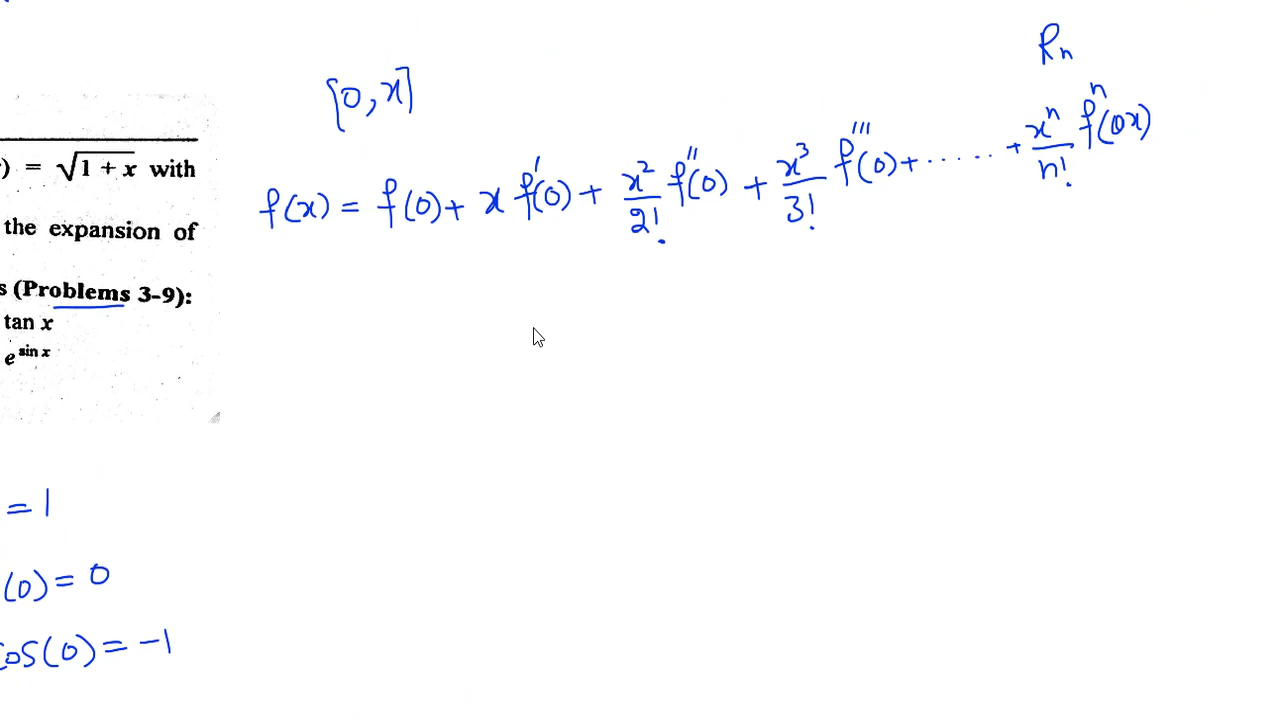 Rn
[0, x]
f(x) = f(0) + x f'(0) + x²/2! f''(0) + x³/3! f'''(0) + ...... + xⁿ/n! fⁿ(θx)
) = √1 + x with
the expansion of
s (Problems 3-9):
tan x
e^sin x
= 1
(0) = 0
cos(0) = -1